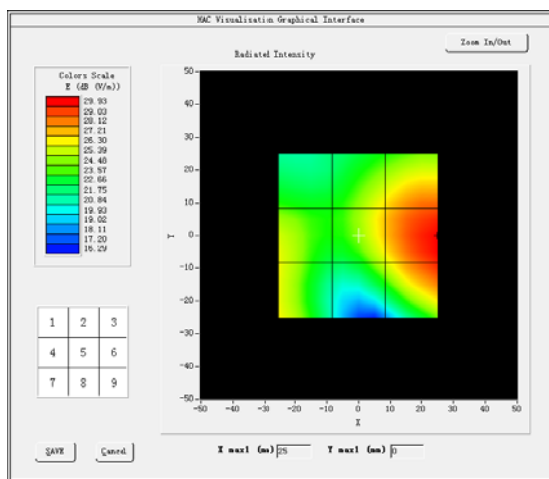 HAC Visualization Graphical Interface
Zoom In/Out
Radiated Intensity
Colors Scale
E (dB (V/m))
29.93
29.03
28.12
27.21
26.30
25.39
24.48
23.57
22.66
21.75
20.84
19.93
19.02
18.11
17.20
16.29
50
40
30
20
10
0
-10
-20
-30
-40
-50
Y
-50 -40 -30 -20 -10 0 10 20 30 40 50
X
1 2 3
4 5 6
7 8 9
SAVE
Cancel
X max1 (mm) 25
Y max1 (mm) 0